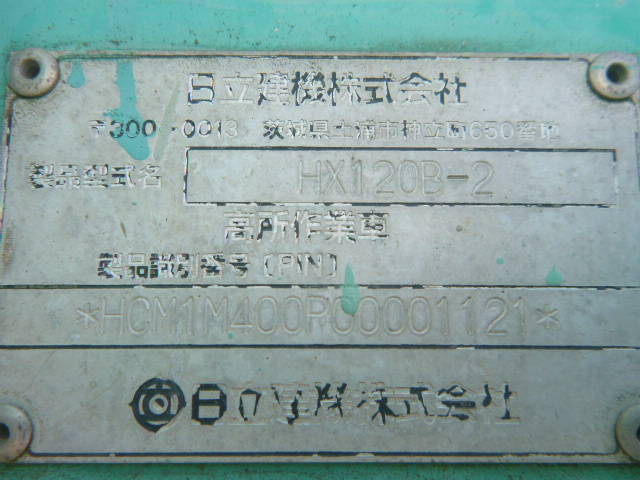 日立建機株式会社
〒300-0013 茨城県土浦市神立町650番地
製品型式名 HX120B-2
高所作業車
製品識別番号(PIN)
*HCM1M400P00001121*
日立建機株式会社